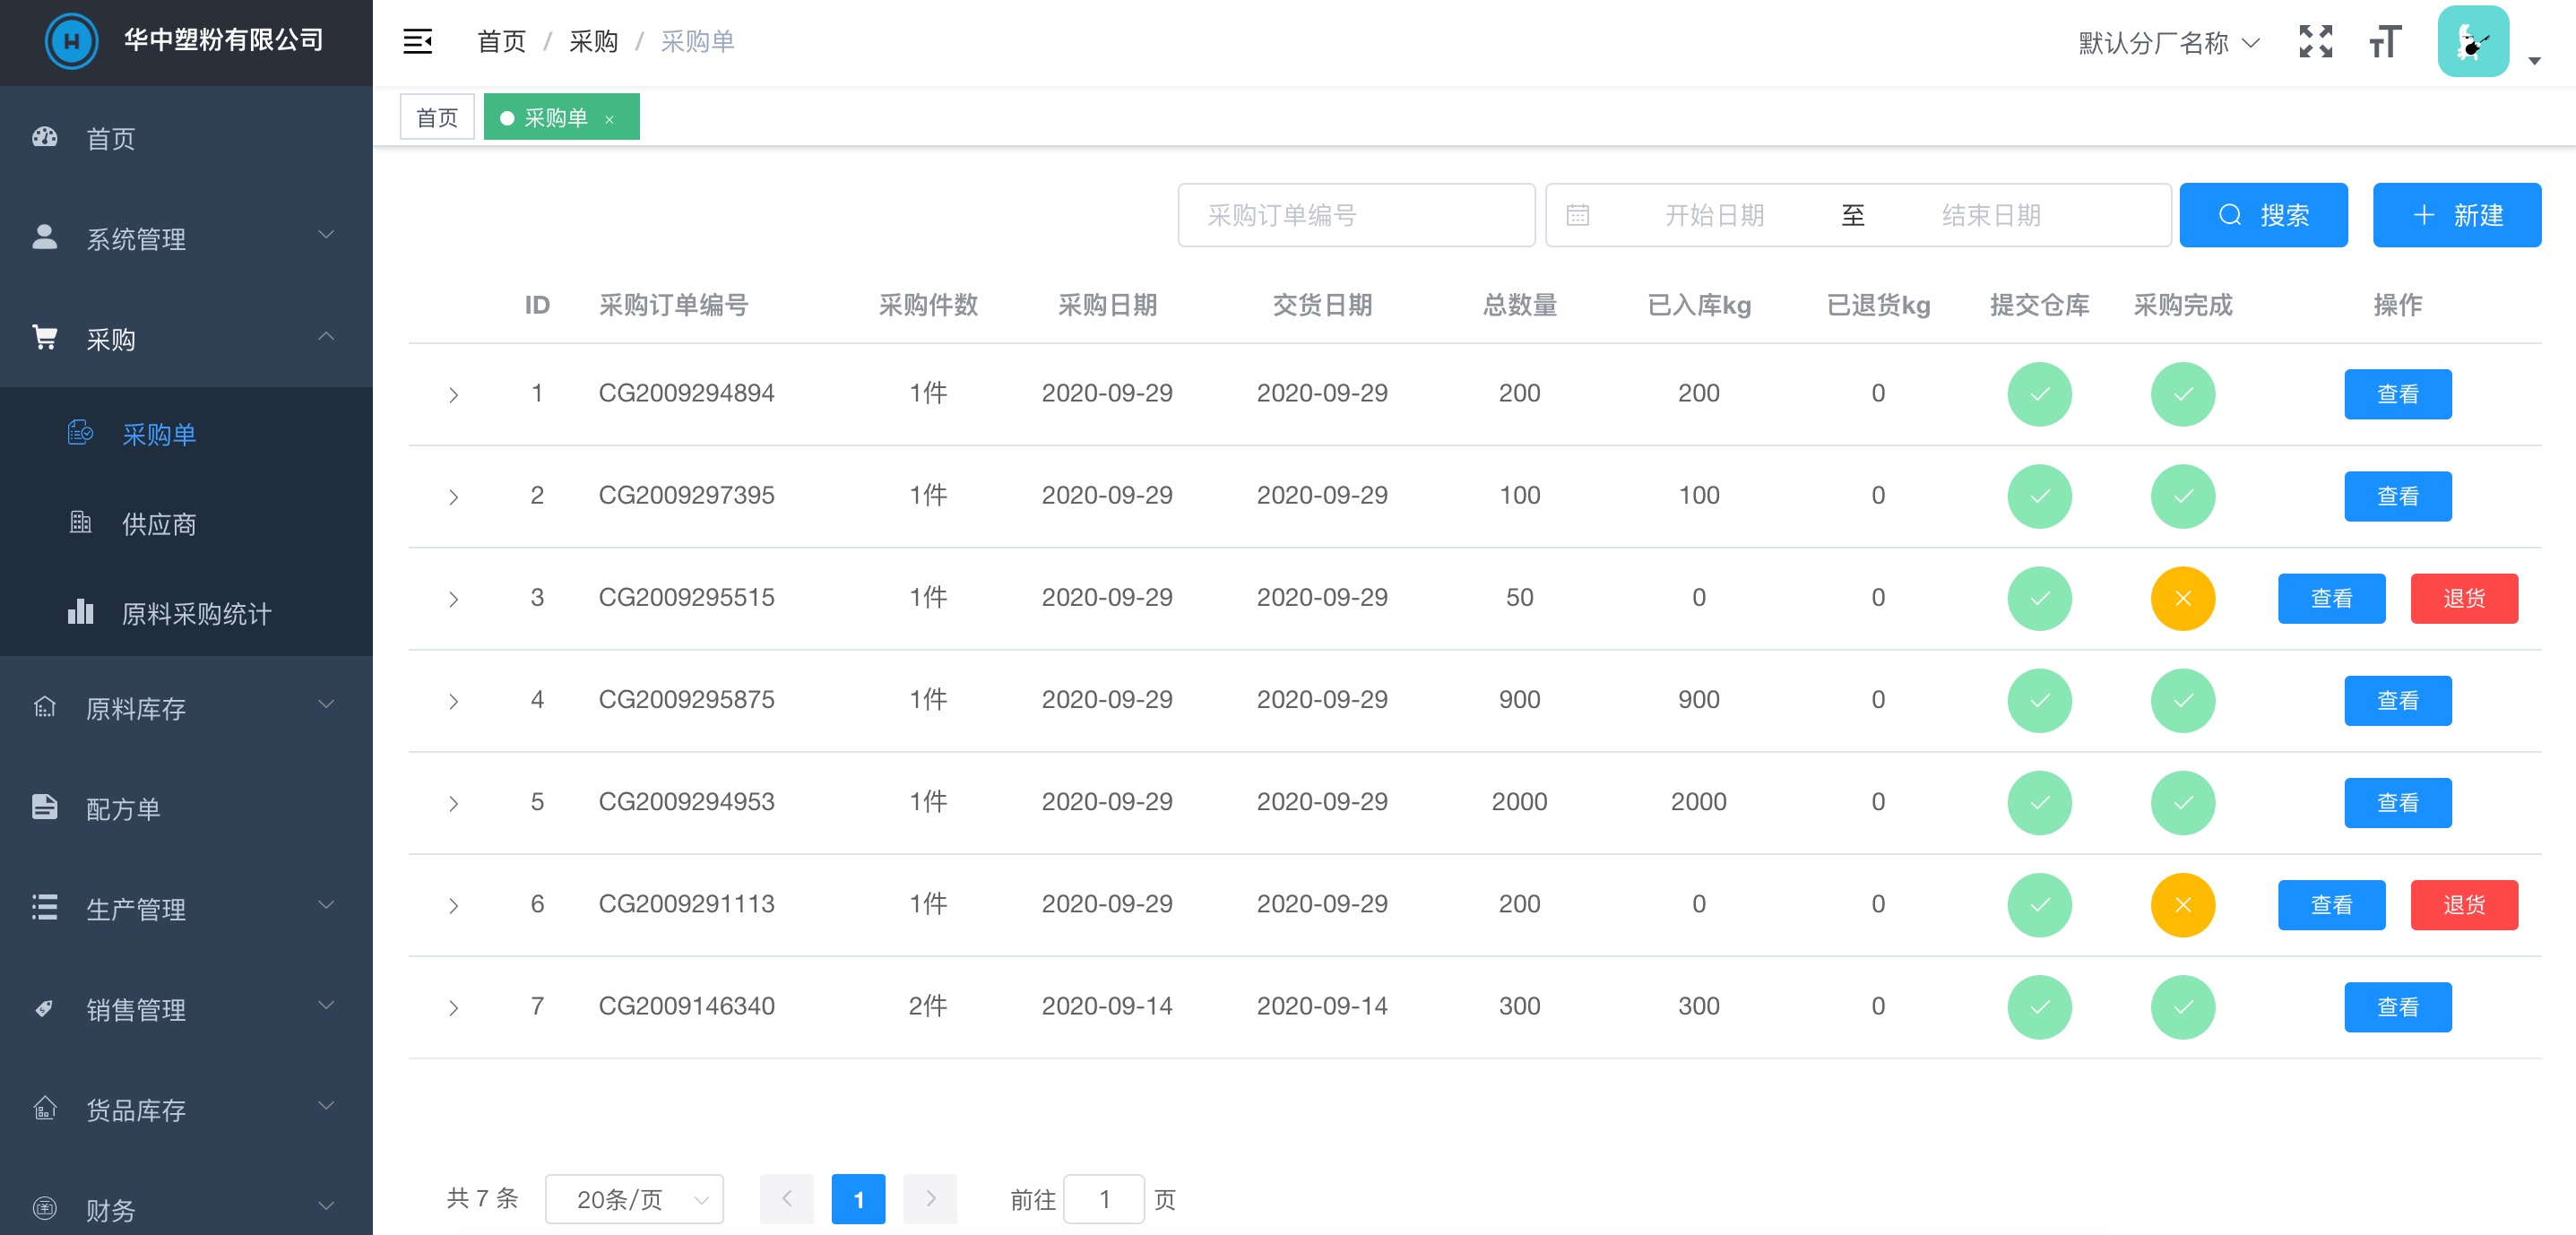 H 华中塑粉有限公司
首页 / 采购 / 采购单
默认分厂名称
首页
采购单 ×
首页
系统管理
采购
采购单
供应商
原料采购统计
原料库存
配方单
生产管理
销售管理
货品库存
财务
采购订单编号 开始日期 至 结束日期 搜索 新建
ID 采购订单编号 采购件数 采购日期 交货日期 总数量 已入库kg 已退货kg 提交仓库 采购完成 操作
1 CG2009294894 1件 2020-09-29 2020-09-29 200 200 0 查看
2 CG2009297395 1件 2020-09-29 2020-09-29 100 100 0 查看
3 CG2009295515 1件 2020-09-29 2020-09-29 50 0 0 查看 退货
4 CG2009295875 1件 2020-09-29 2020-09-29 900 900 0 查看
5 CG2009294953 1件 2020-09-29 2020-09-29 2000 2000 0 查看
6 CG2009291113 1件 2020-09-29 2020-09-29 200 0 0 查看 退货
7 CG2009146340 2件 2020-09-14 2020-09-14 300 300 0 查看
共 7 条 20条/页 1 前往 1 页